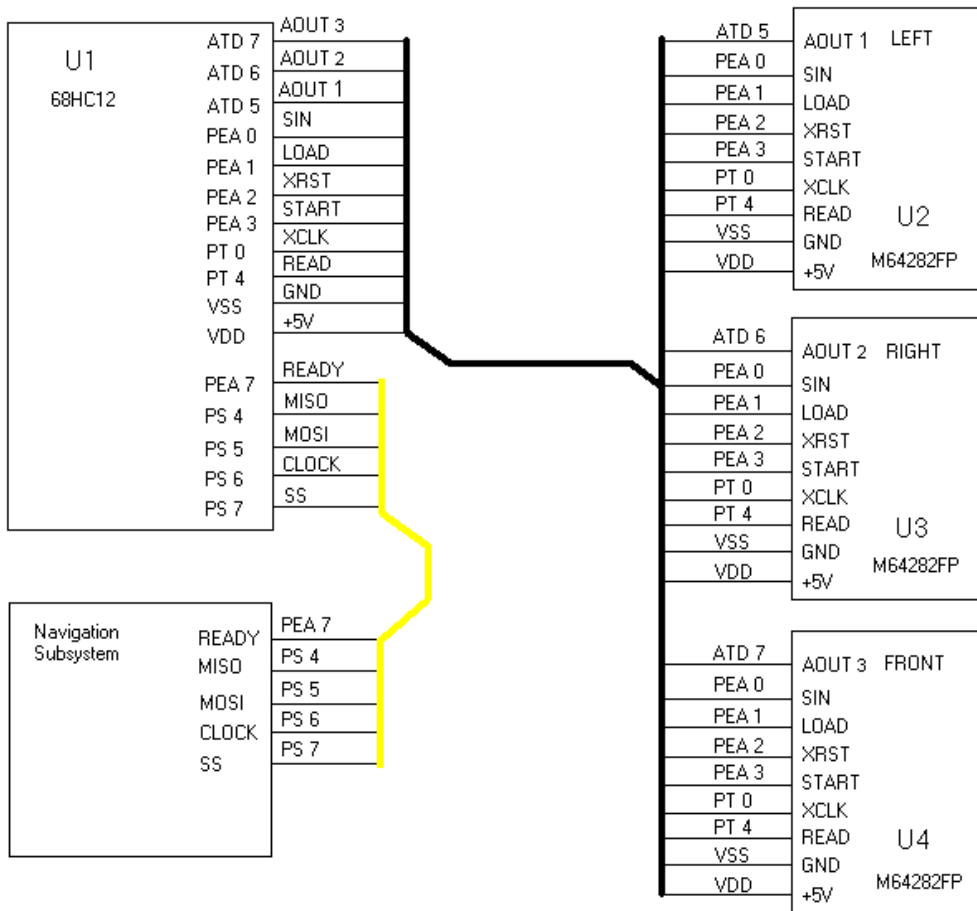 U1
68HC12
ATD 7
ATD 6
ATD 5
PEA 0
PEA 1
PEA 2
PEA 3
PT 0
PT 4
VSS
VDD
PEA 7
PS 4
PS 5
PS 6
PS 7
AOUT 3
AOUT 2
AOUT 1
SIN
LOAD
XRST
START
XCLK
READ
GND
+5V
READY
MISO
MOSI
CLOCK
SS
Navigation
Subsystem
READY
MISO
MOSI
CLOCK
SS
PEA 7
PS 4
PS 5
PS 6
PS 7
ATD 5
PEA 0
PEA 1
PEA 2
PEA 3
PT 0
PT 4
VSS
VDD
AOUT 1 LEFT
SIN
LOAD
XRST
START
XCLK
READ
GND
+5V
U2
M64282FP
ATD 6
PEA 0
PEA 1
PEA 2
PEA 3
PT 0
PT 4
VSS
VDD
AOUT 2 RIGHT
SIN
LOAD
XRST
START
XCLK
READ
GND
+5V
U3
M64282FP
ATD 7
PEA 0
PEA 1
PEA 2
PEA 3
PT 0
PT 4
VSS
VDD
AOUT 3 FRONT
SIN
LOAD
XRST
START
XCLK
READ
GND
+5V
U4
M64282FP